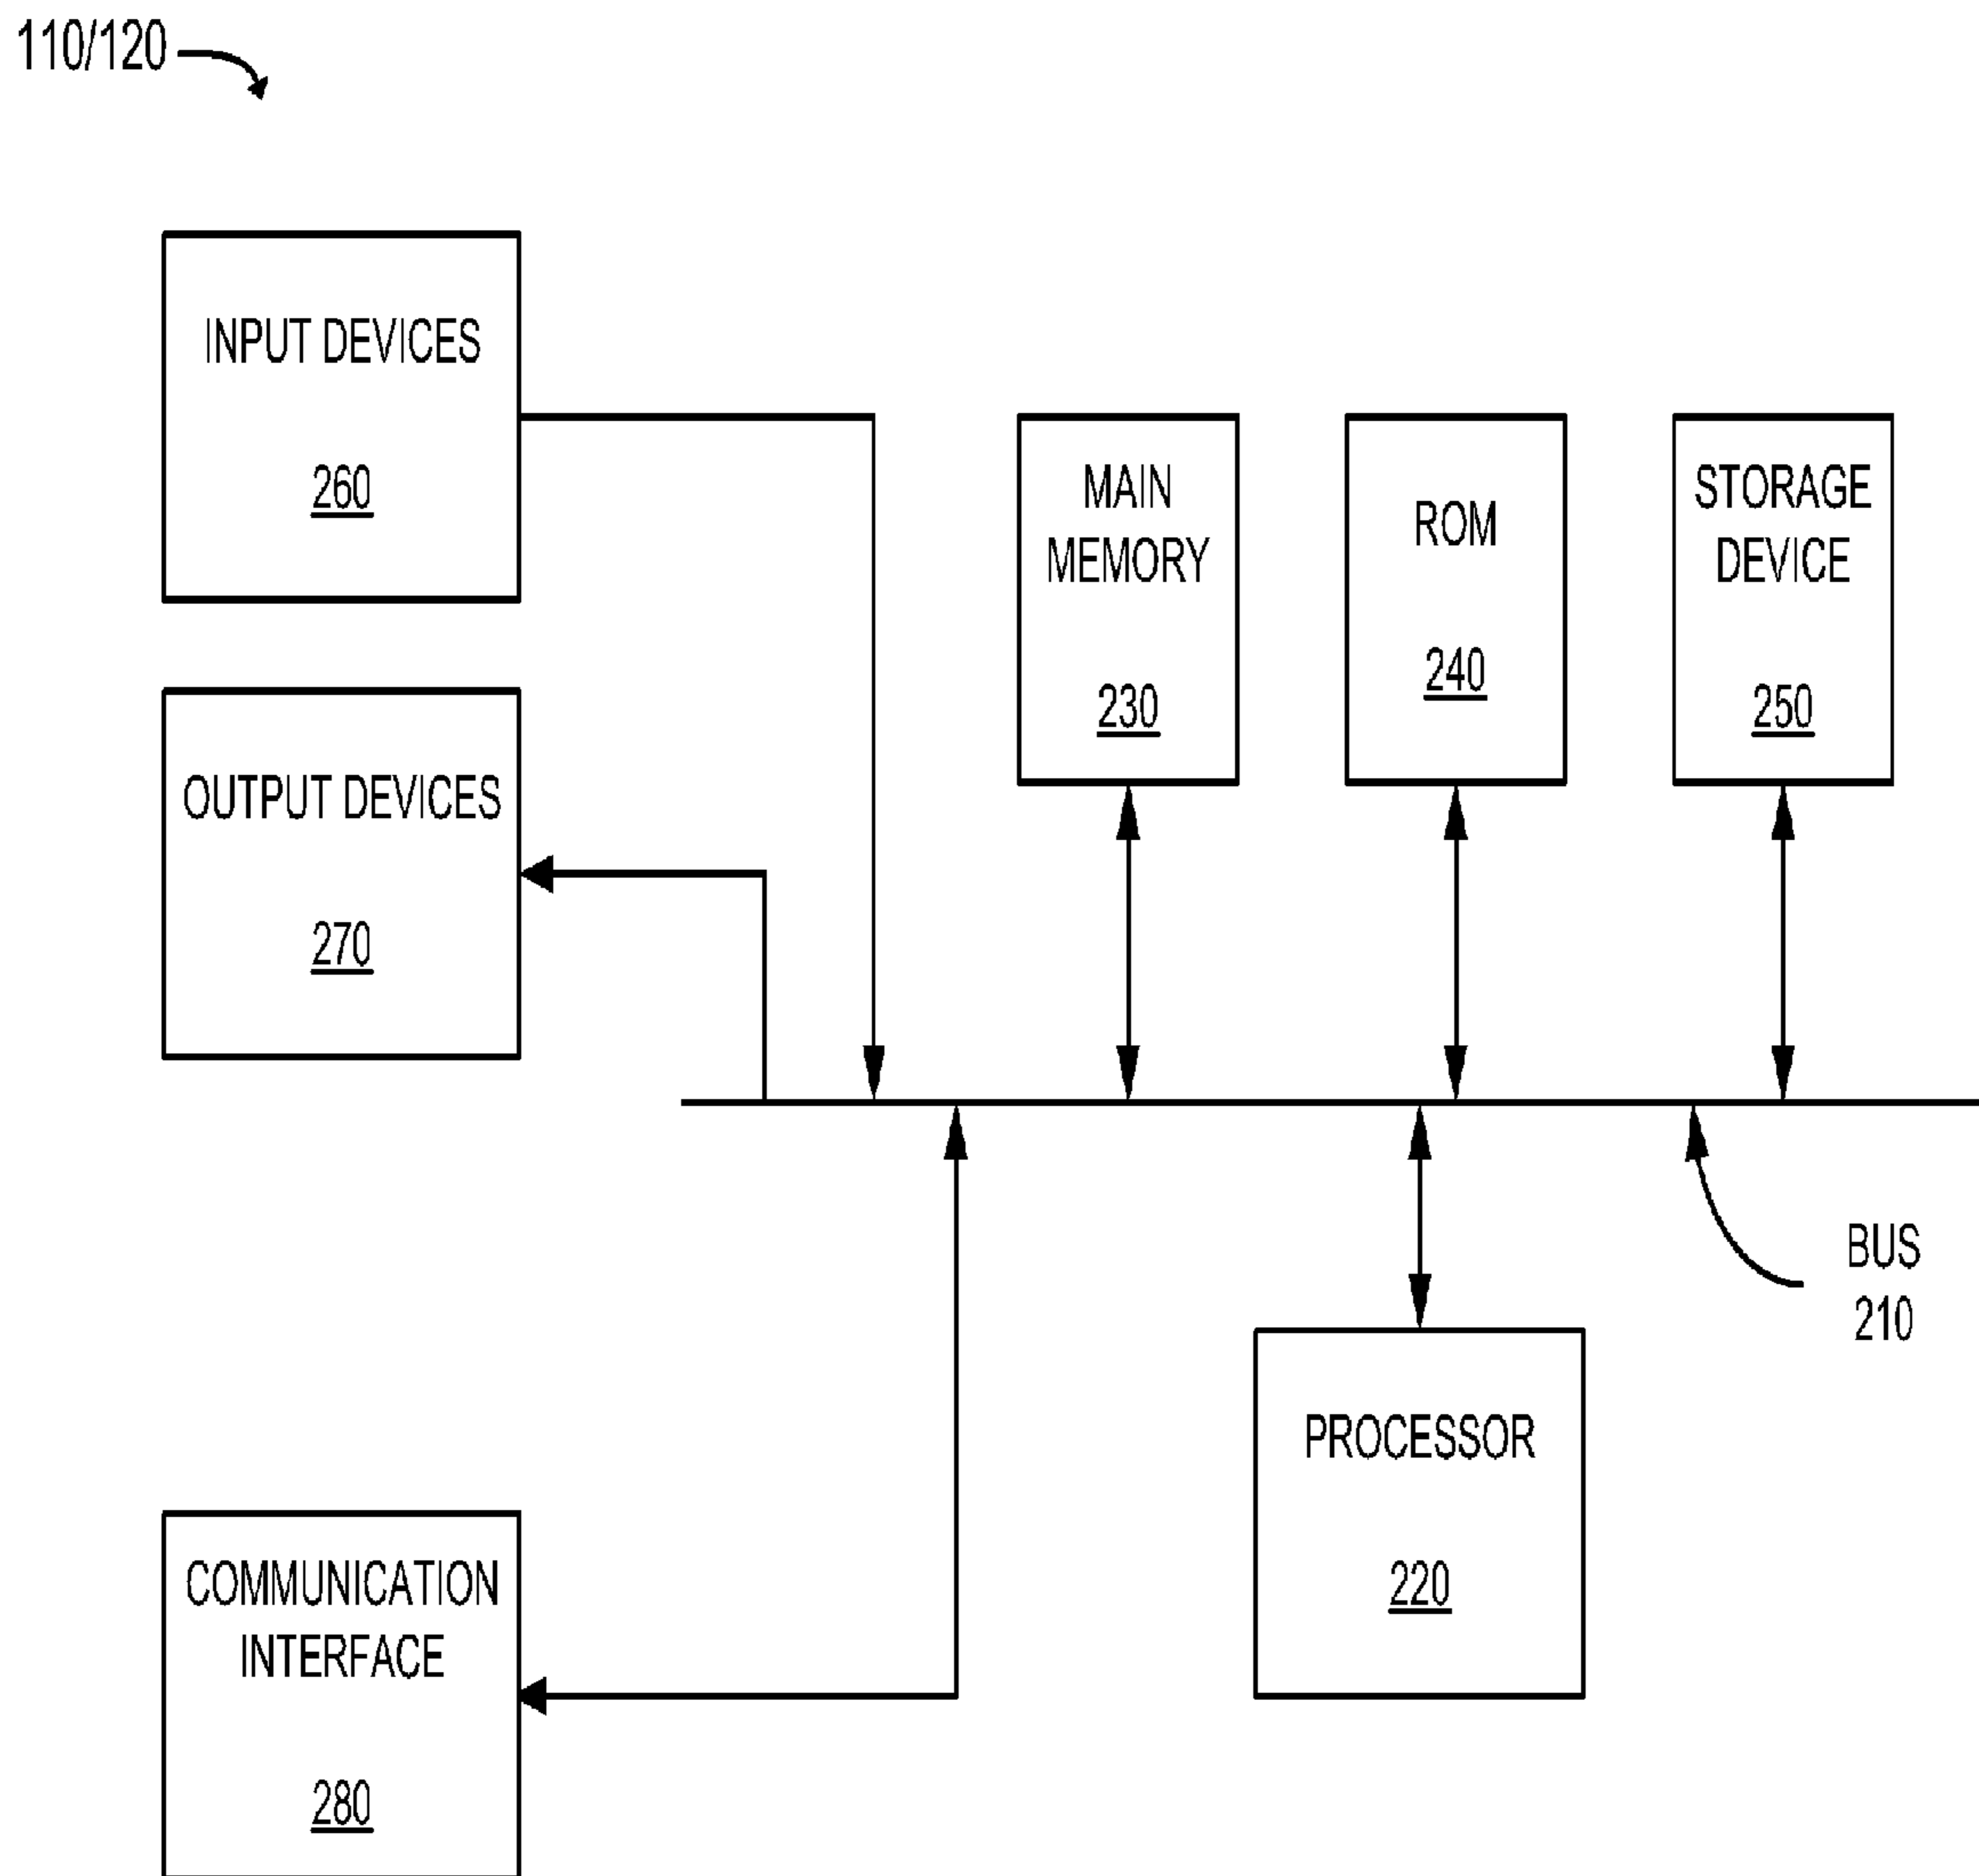 110/120
INPUT DEVICES
260
OUTPUT DEVICES
270
MAIN
MEMORY
230
ROM
240
STORAGE
DEVICE
250
BUS
210
PROCESSOR
220
COMMUNICATION
INTERFACE
280